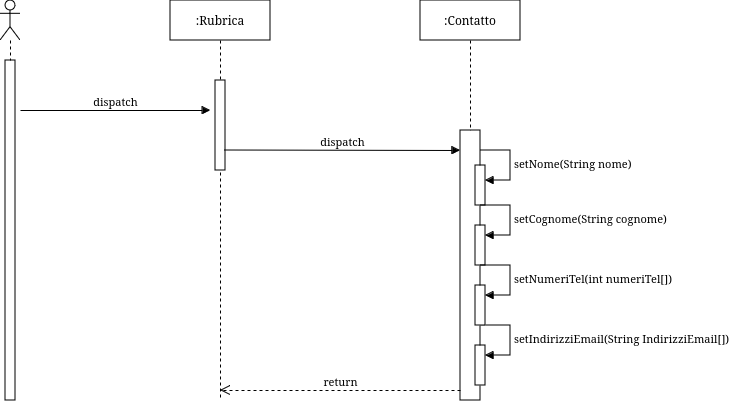 :Rubrica
:Contatto
dispatch
dispatch
setNome(String nome)
setCognome(String cognome)
setNumeriTel(int numeriTel[])
setIndirizziEmail(String IndirizziEmail[])
return